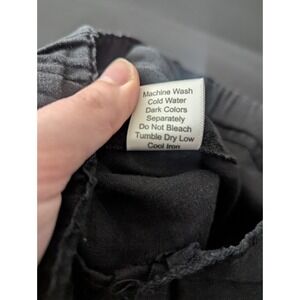 Machine Wash
Cold Water
Dark Colors
Separately
Do Not Bleach
Tumble Dry Low
Cool Iron